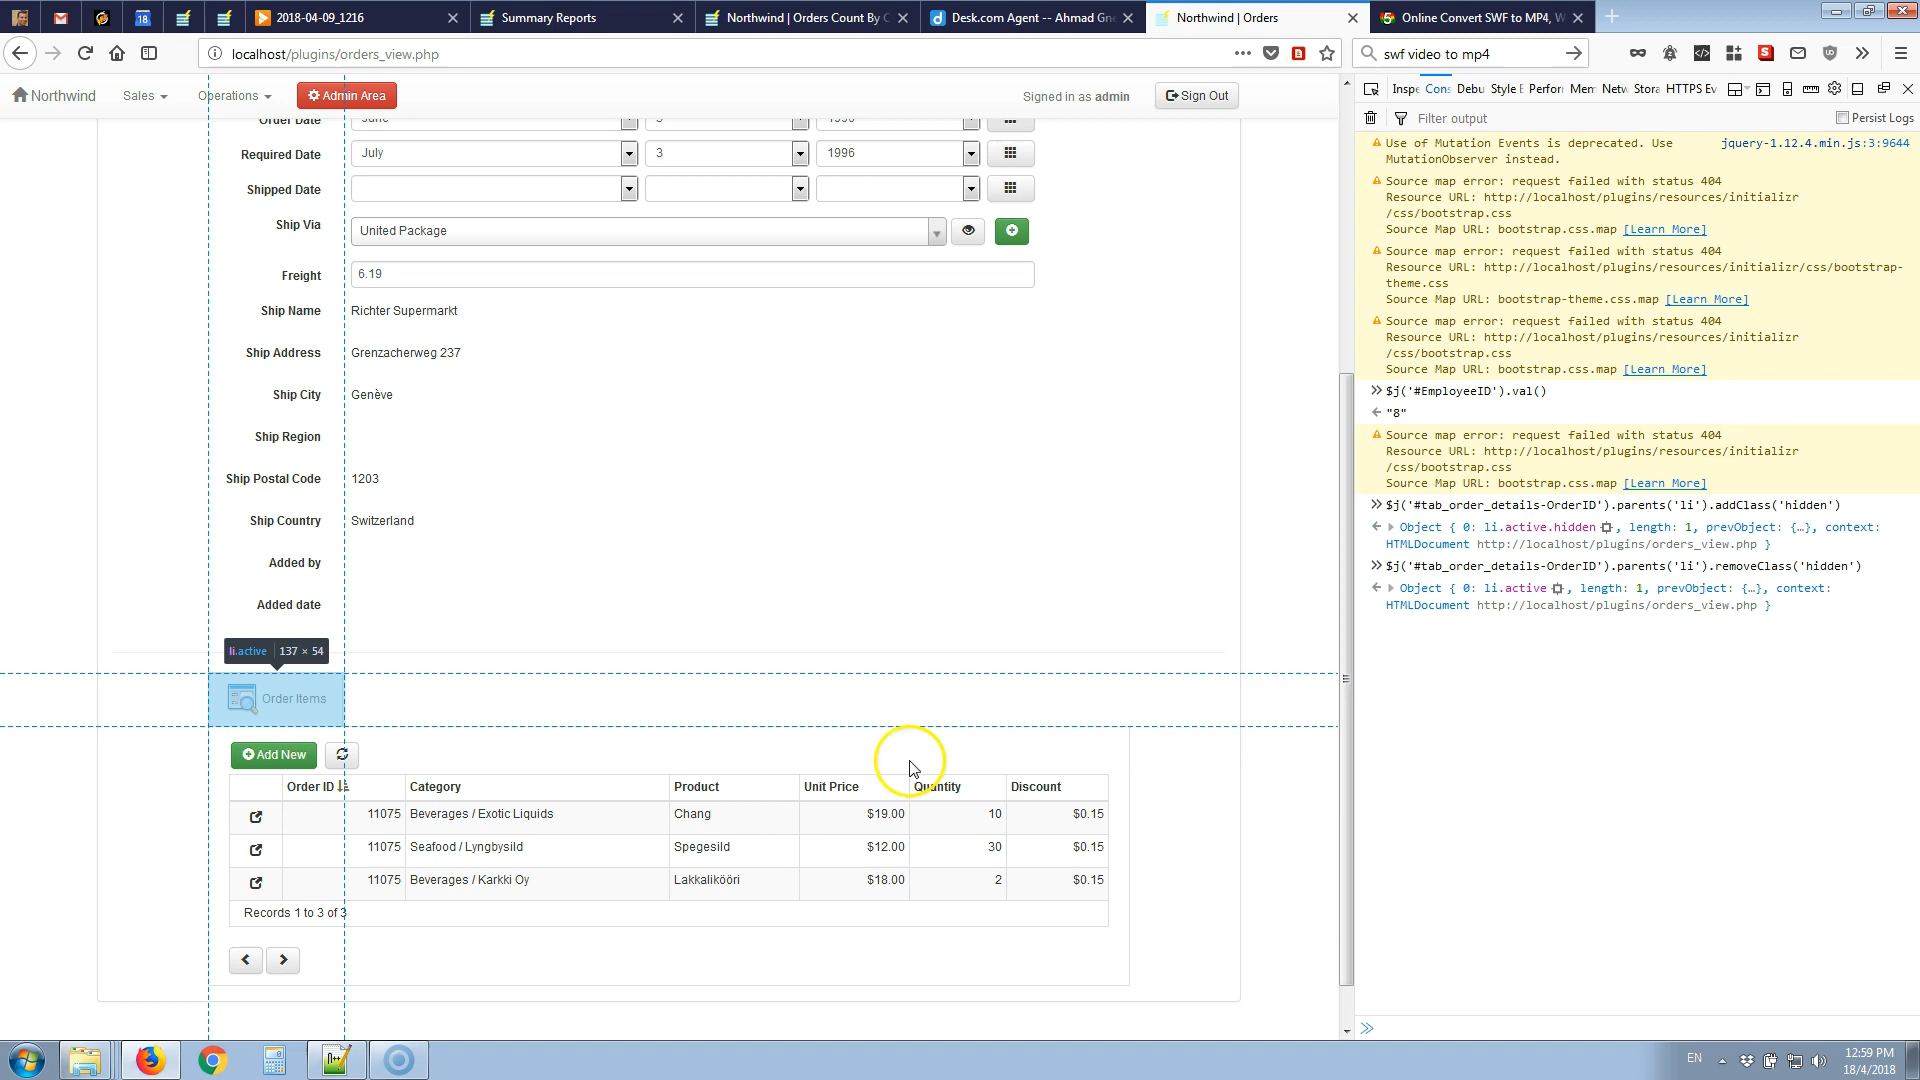 2018-04-09_1216
Summary Reports
Northwind | Orders Count By C
Desk.com Agent -- Ahmad Gne
Northwind | Orders
Online Convert SWF to MP4, W
localhost/plugins/orders_view.php
swf video to mp4
Northwind
Sales
Operations
Admin Area
Signed in as admin
Sign Out
Order Date
June
3
1996
Required Date
July
3
1996
Shipped Date
Ship Via
United Package
Freight
6.19
Ship Name
Richter Supermarkt
Ship Address
Grenzacherweg 237
Ship City
Genève
Ship Region
Ship Postal Code
1203
Ship Country
Switzerland
Added by
Added date
li.active | 137 × 54
Order Items
Add New
Order ID
Category
Product
Unit Price
Quantity
Discount
11075 Beverages / Exotic Liquids Chang $19.00 10 $0.15
11075 Seafood / Lyngbysild Spegesild $12.00 30 $0.15
11075 Beverages / Karkki Oy Lakkalikööri $18.00 2 $0.15
Records 1 to 3 of 3
Inspe Cons Debu Style E Perforr Mem Netw Stora HTTPS Ev
Filter output
Persist Logs
Use of Mutation Events is deprecated. Use jquery-1.12.4.min.js:3:9644
MutationObserver instead.
Source map error: request failed with status 404
Resource URL: http://localhost/plugins/resources/initializr
/css/bootstrap.css
Source Map URL: bootstrap.css.map [Learn More]
Source map error: request failed with status 404
Resource URL: http://localhost/plugins/resources/initializr/css/bootstrap-
theme.css
Source Map URL: bootstrap-theme.css.map [Learn More]
Source map error: request failed with status 404
Resource URL: http://localhost/plugins/resources/initializr
/css/bootstrap.css
Source Map URL: bootstrap.css.map [Learn More]
$j('#EmployeeID').val()
"8"
Source map error: request failed with status 404
Resource URL: http://localhost/plugins/resources/initializr
/css/bootstrap.css
Source Map URL: bootstrap.css.map [Learn More]
$j('#tab_order_details-OrderID').parents('li').addClass('hidden')
Object { 0: li.active.hidden , length: 1, prevObject: {…}, context:
HTMLDocument http://localhost/plugins/orders_view.php }
$j('#tab_order_details-OrderID').parents('li').removeClass('hidden')
Object { 0: li.active , length: 1, prevObject: {…}, context:
HTMLDocument http://localhost/plugins/orders_view.php }
EN
12:59 PM
18/4/2018